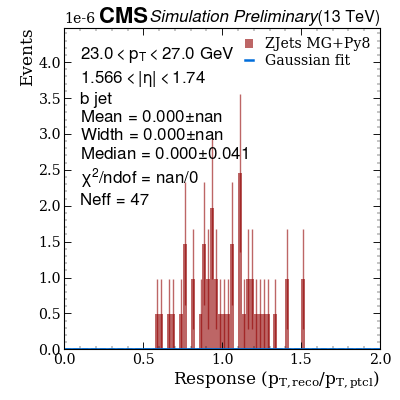 1e-6 CMS Simulation Preliminary (13 TeV)
Events
23.0 < p_T < 27.0 GeV
1.566 < |η| < 1.74
b jet
Mean = 0.000±nan
Width = 0.000±nan
Median = 0.000±0.041
χ²/ndof = nan/0
Neff = 47
ZJets MG+Py8
Gaussian fit
4.0
3.5
3.0
2.5
2.0
1.5
1.0
0.5
0.0
0.0 0.5 1.0 1.5 2.0
Response (p_T,reco/p_T,ptcl)